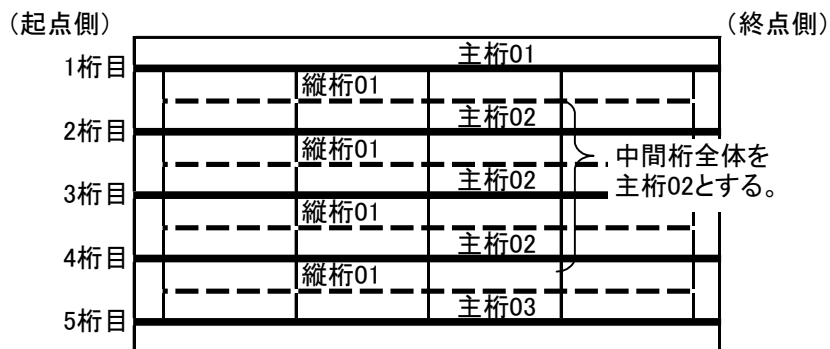 （起点側）
（終点側）
主桁01
1桁目
縦桁01
主桁02
2桁目
縦桁01
中間桁全体を
主桁02とする。
主桁02
3桁目
縦桁01
主桁02
4桁目
縦桁01
主桁03
5桁目